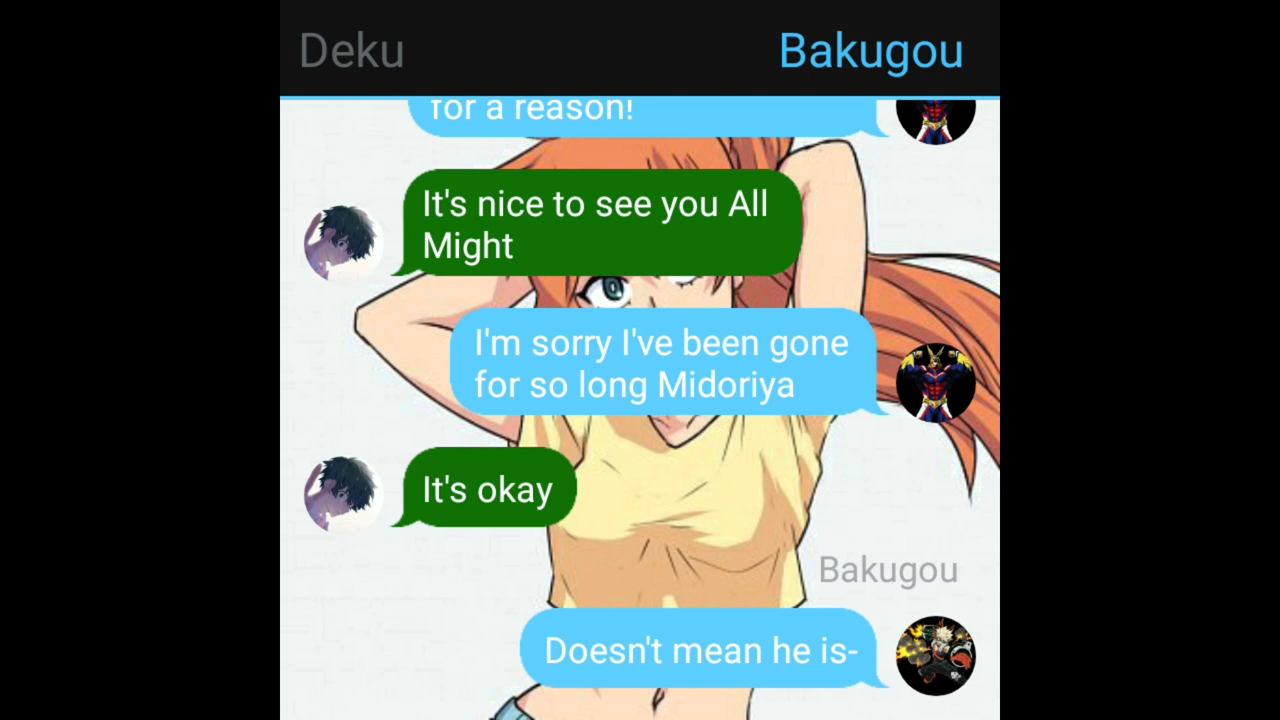 Deku
Bakugou
for a reason!
It's nice to see you All
Might
I'm sorry I've been gone
for so long Midoriya
It's okay
Bakugou
Doesn't mean he is-